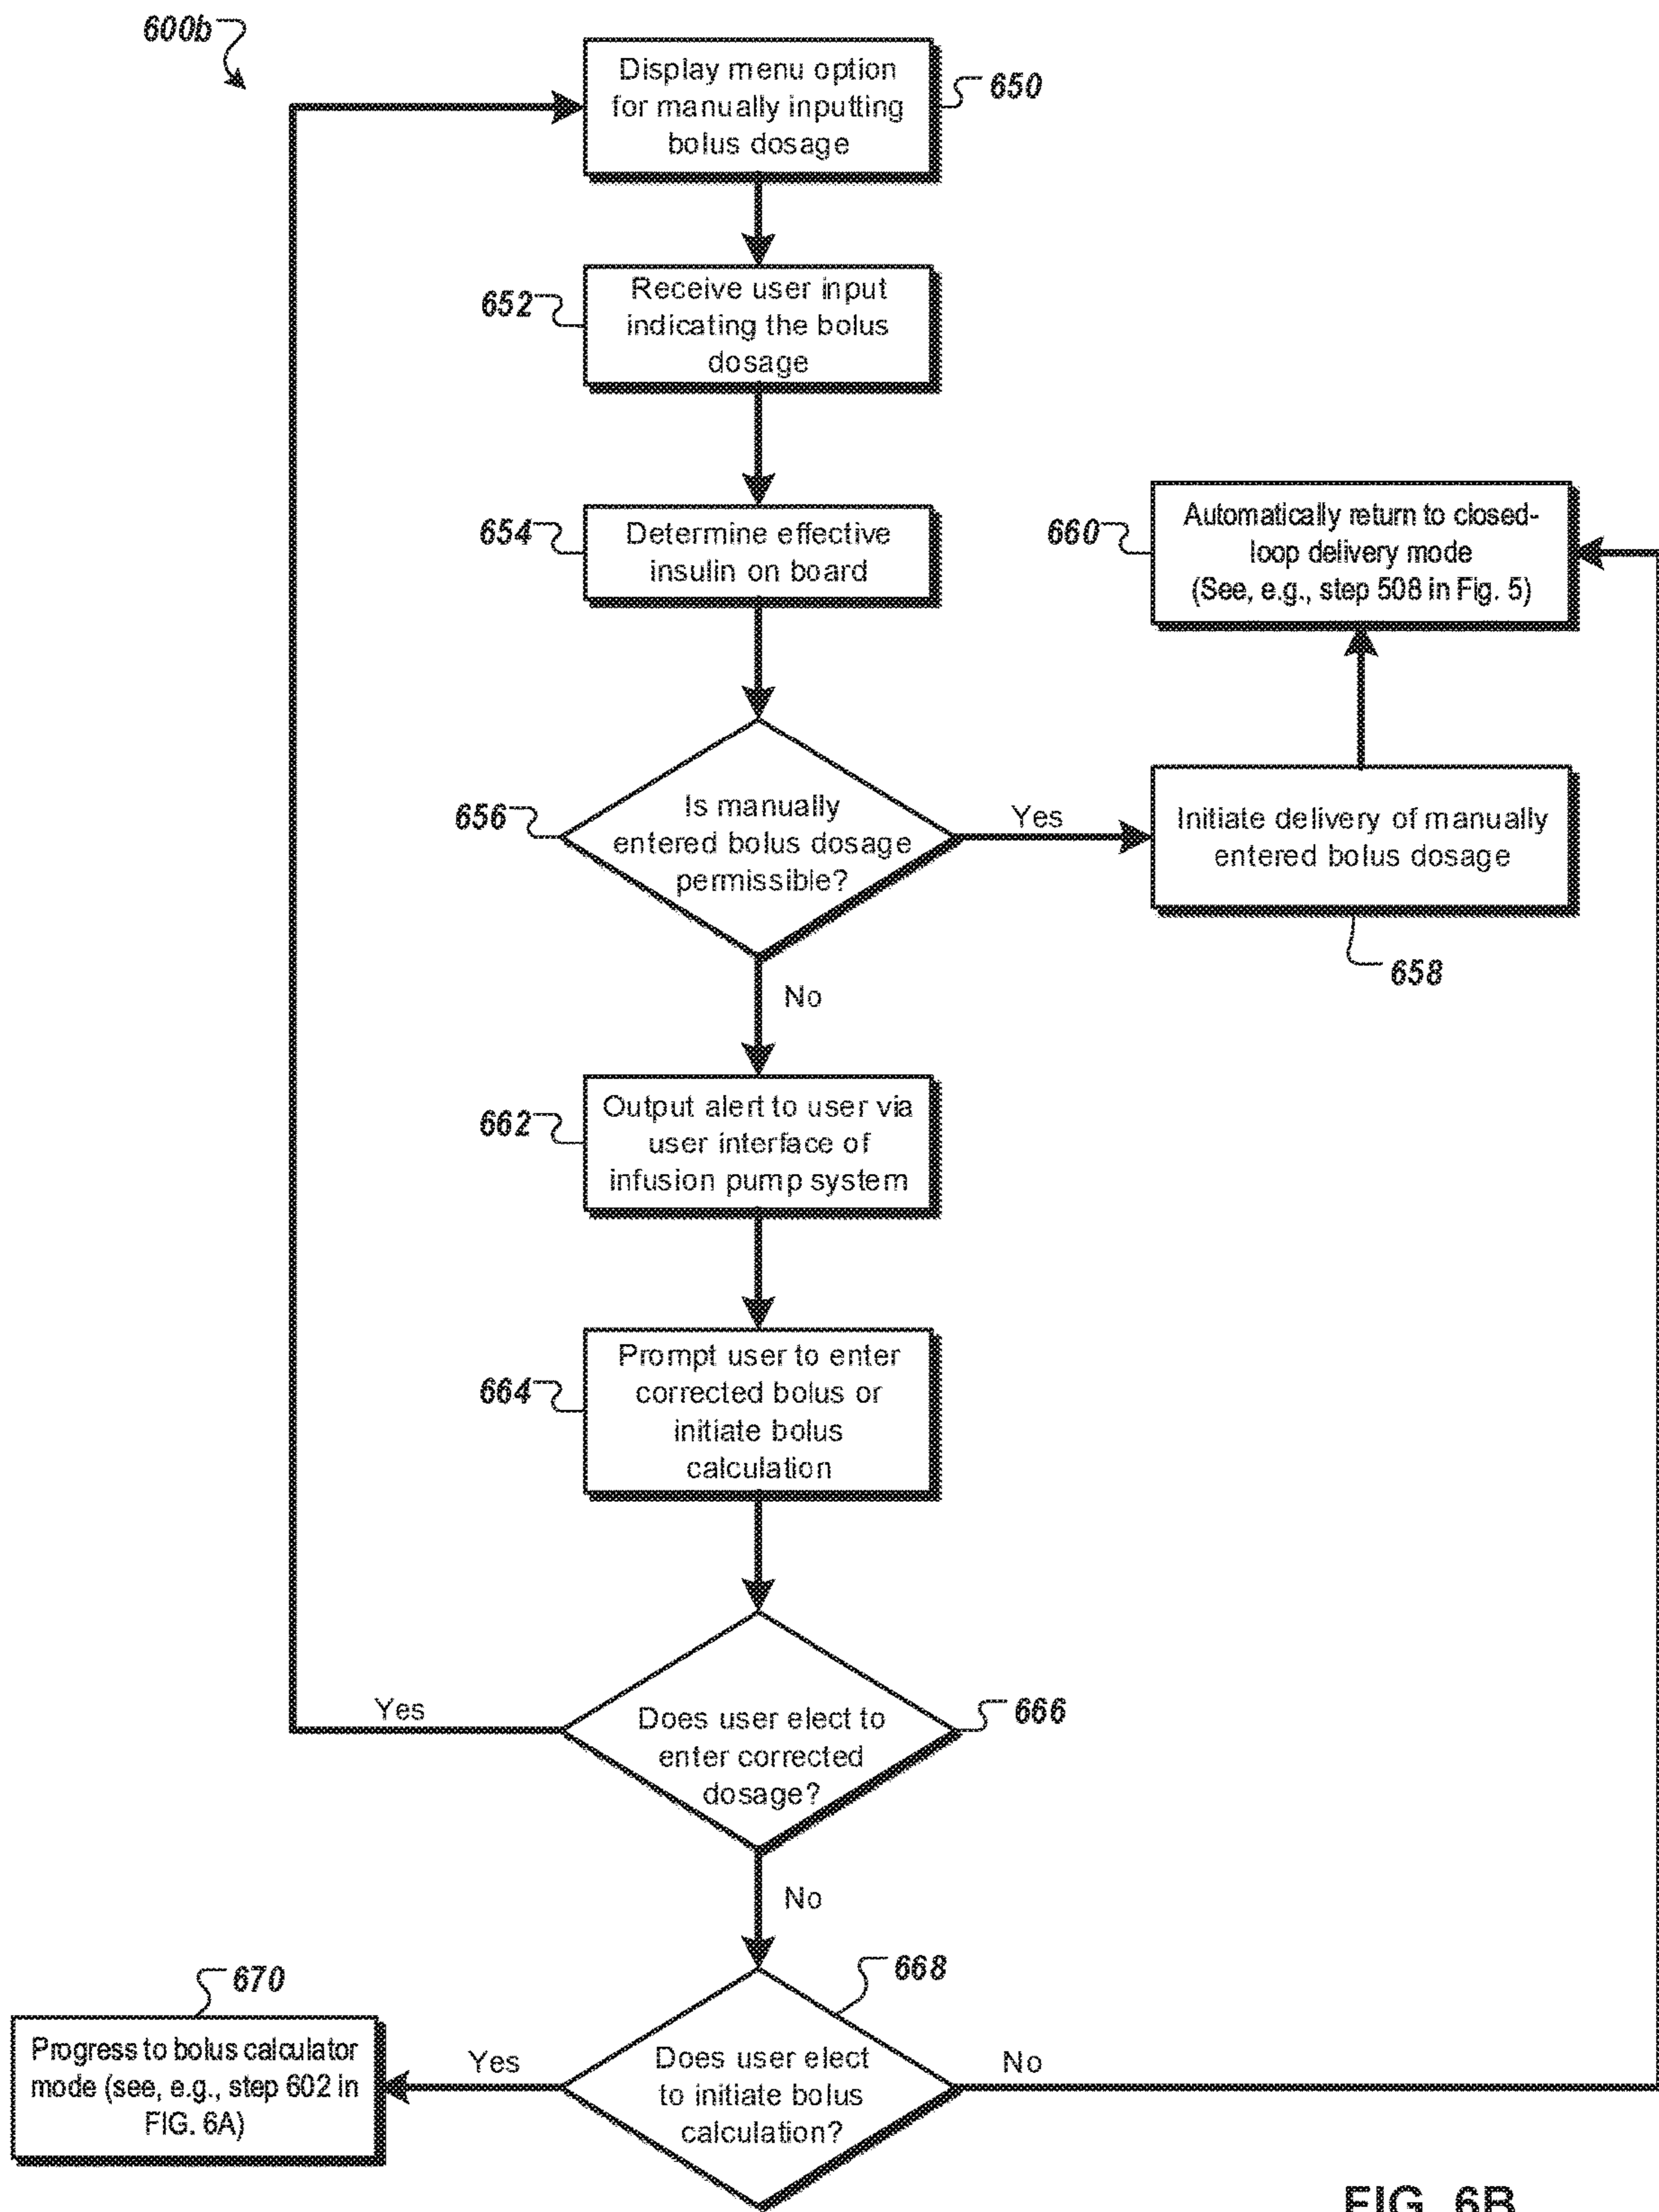 600b
Display menu option
for manually inputting
bolus dosage
650
652
Receive user input
indicating the bolus
dosage
654
Determine effective
insulin on board
660
Automatically return to closed-
loop delivery mode
(See, e.g., step 508 in Fig. 5)
656
Is manually
entered bolus dosage
permissible?
Yes
Initiate delivery of manually
entered bolus dosage
658
No
662
Output alert to user via
user interface of
infusion pump system
664
Prompt user to enter
corrected bolus or
initiate bolus
calculation
Yes
Does user elect to
enter corrected
dosage?
666
No
668
670
Progress to bolus calculator
mode (see, e.g., step 602 in
FIG. 6A)
Yes
Does user elect
to initiate bolus
calculation?
No
FIG. 6B